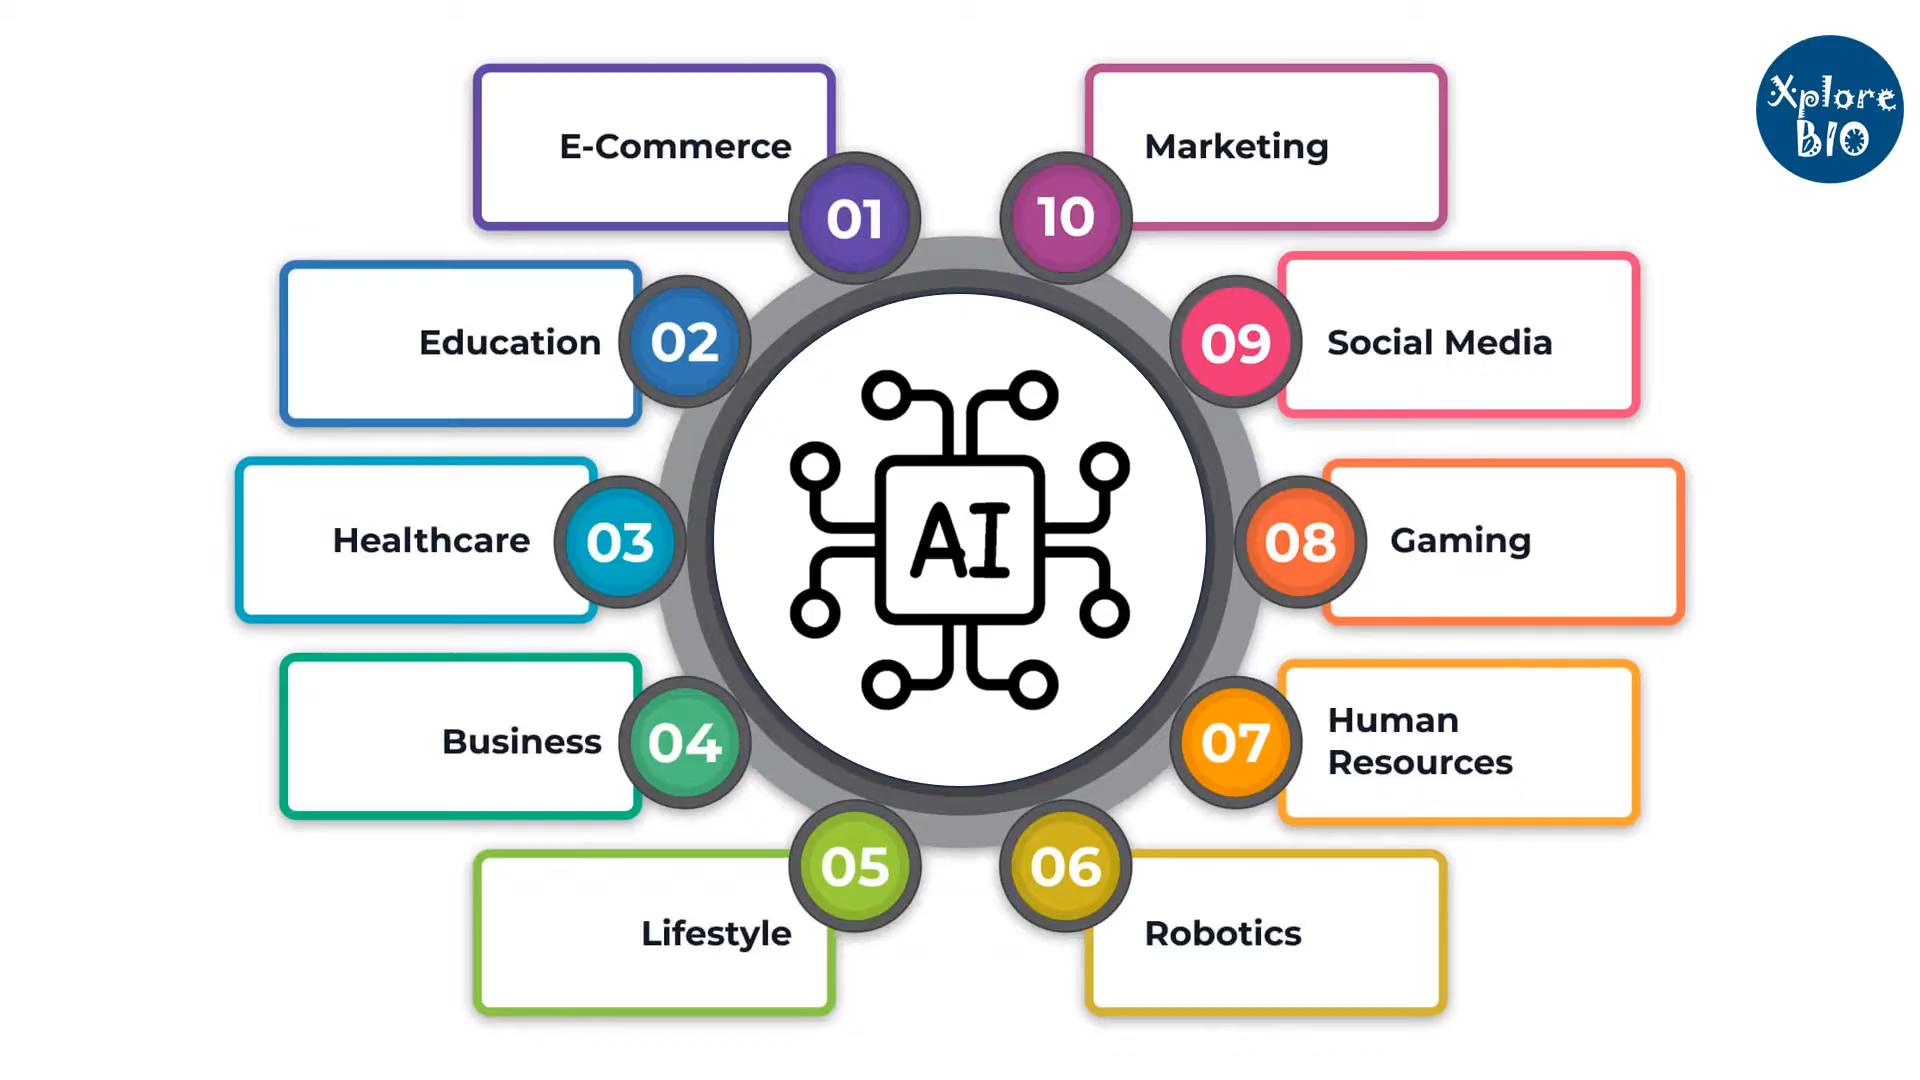 E-Commerce
01
Education
02
Healthcare
03
Business
04
Lifestyle
05
Robotics
06
Human
Resources
07
Gaming
08
Social Media
09
Marketing
10
AI
Xplore
BIO